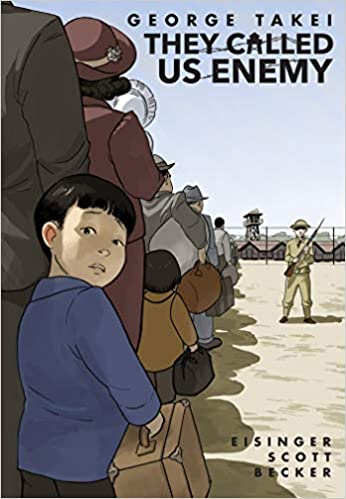 GEORGE TAKEI
THEY CALLED
US ENEMY
EISINGER
SCOTT
BECKER